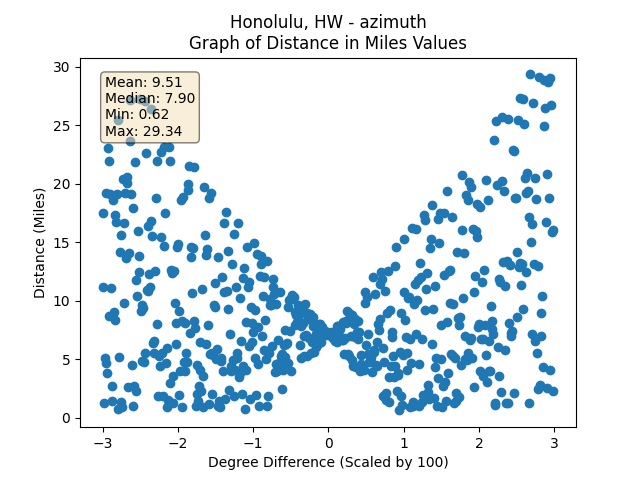 Honolulu, HW - azimuth
Graph of Distance in Miles Values
Mean: 9.51
Median: 7.90
Min: 0.62
Max: 29.34
30
25
20
15
10
5
0
Distance (Miles)
−3
−2
−1
0
1
2
3
Degree Difference (Scaled by 100)